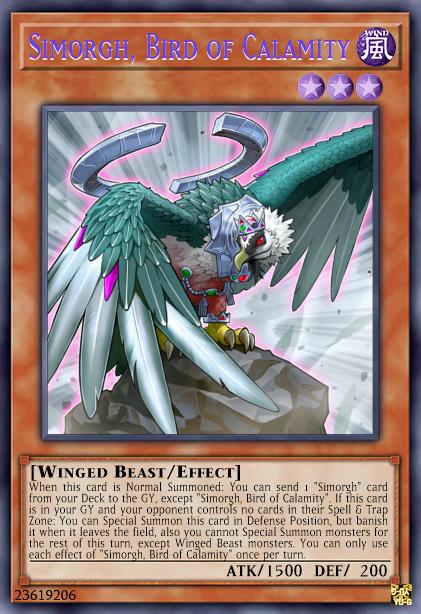 Simorgh, Bird of Calamity
WIND
風
[Winged Beast/Effect]
When this card is Normal Summoned: You can send 1 "Simorgh" card
from your Deck to the GY, except "Simorgh, Bird of Calamity". If this card
is in your GY and your opponent controls no cards in their Spell & Trap
Zone: You can Special Summon this card in Defense Position, but banish
it when it leaves the field, also you cannot Special Summon monsters for
the rest of this turn, except Winged Beast monsters. You can only use
each effect of "Simorgh, Bird of Calamity" once per turn.
ATK/1500 DEF/ 200
23619206